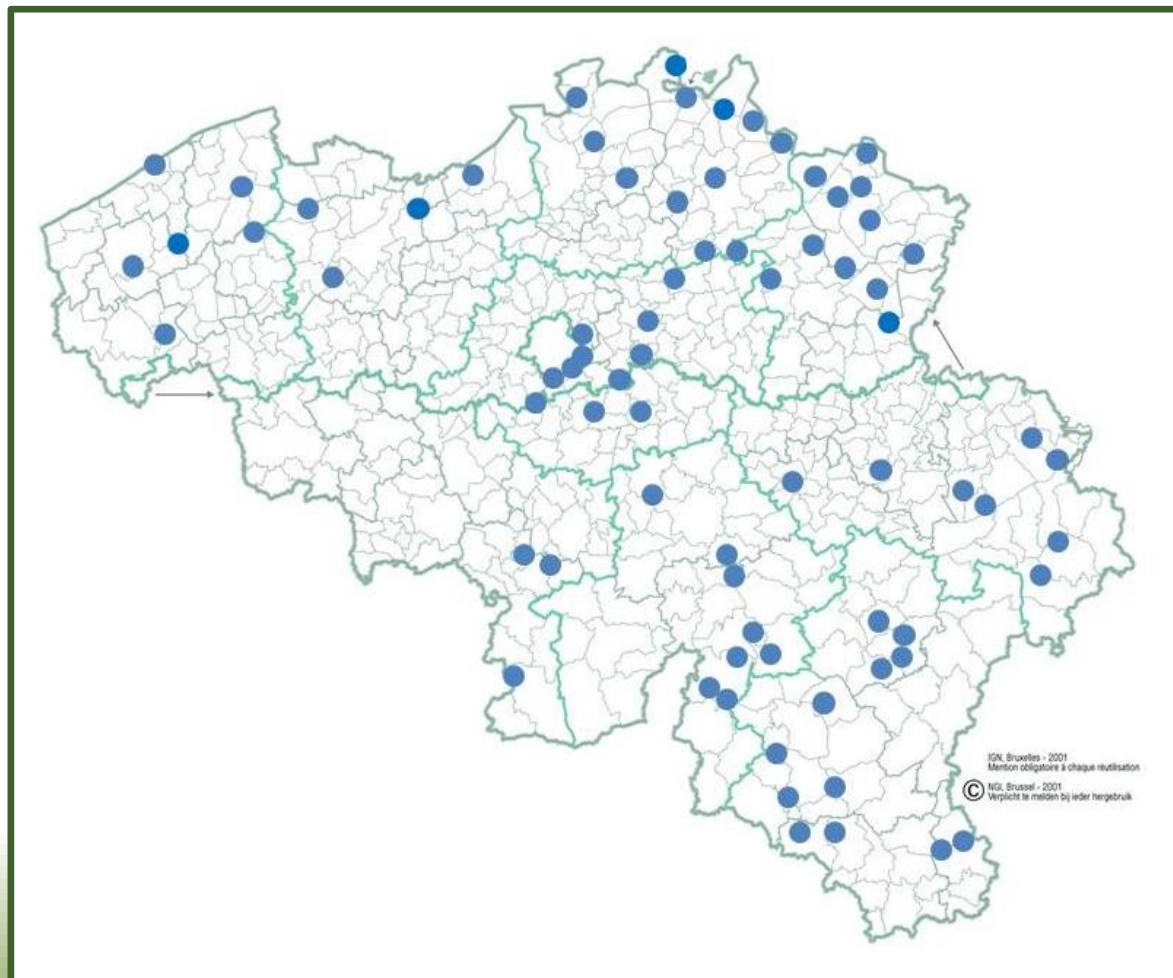 IGN, Bruxelles - 2001
Mention obligatoire à chaque réutilisation
© NGI, Brussel - 2001
Verplicht te melden bij ieder hergebruik